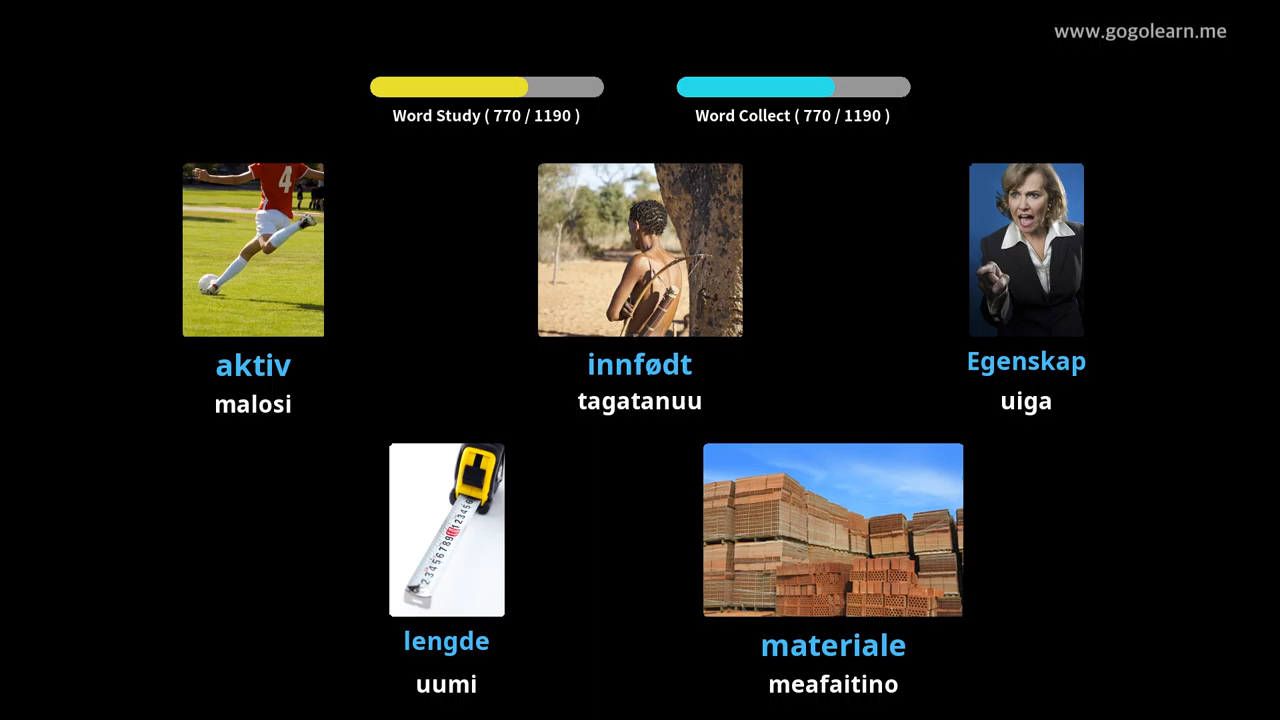 www.gogolearn.me
Word Study ( 770 / 1190 )
Word Collect ( 770 / 1190 )
4
aktiv
malosi
innfødt
tagatanuu
Egenskap
uiga
lengde
uumi
materiale
meafaitino